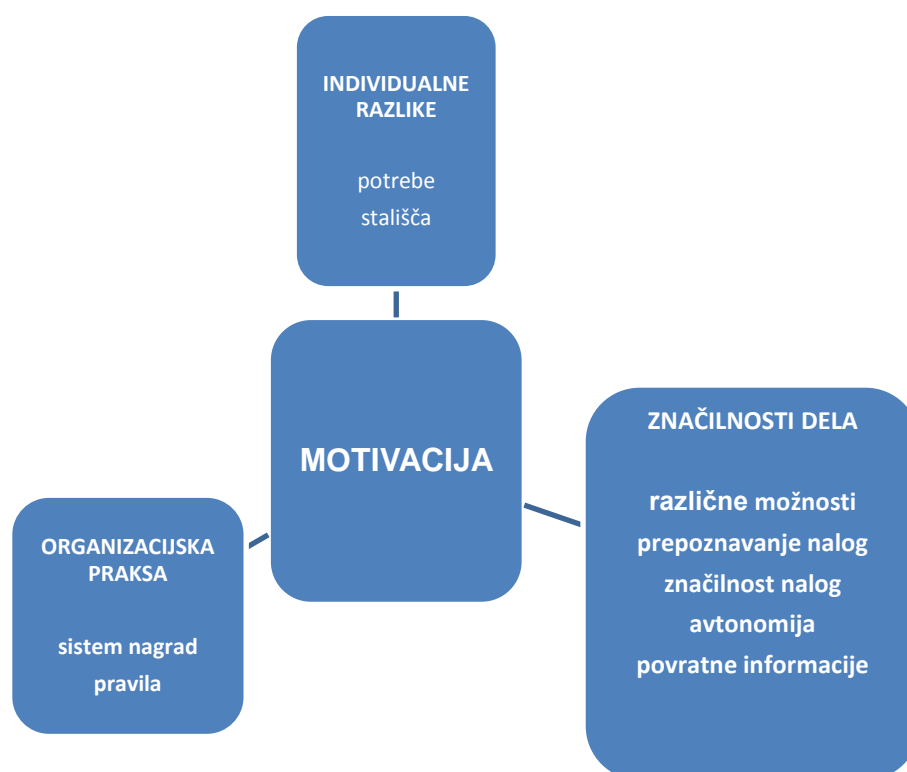 INDIVIDUALNE
RAZLIKE
potrebe
stališča
MOTIVACIJA
ORGANIZACIJSKA
PRAKSA
sistem nagrad
pravila
ZNAČILNOSTI DELA
različne možnosti
prepoznavanje nalog
značilnost nalog
avtonomija
povratne informacije